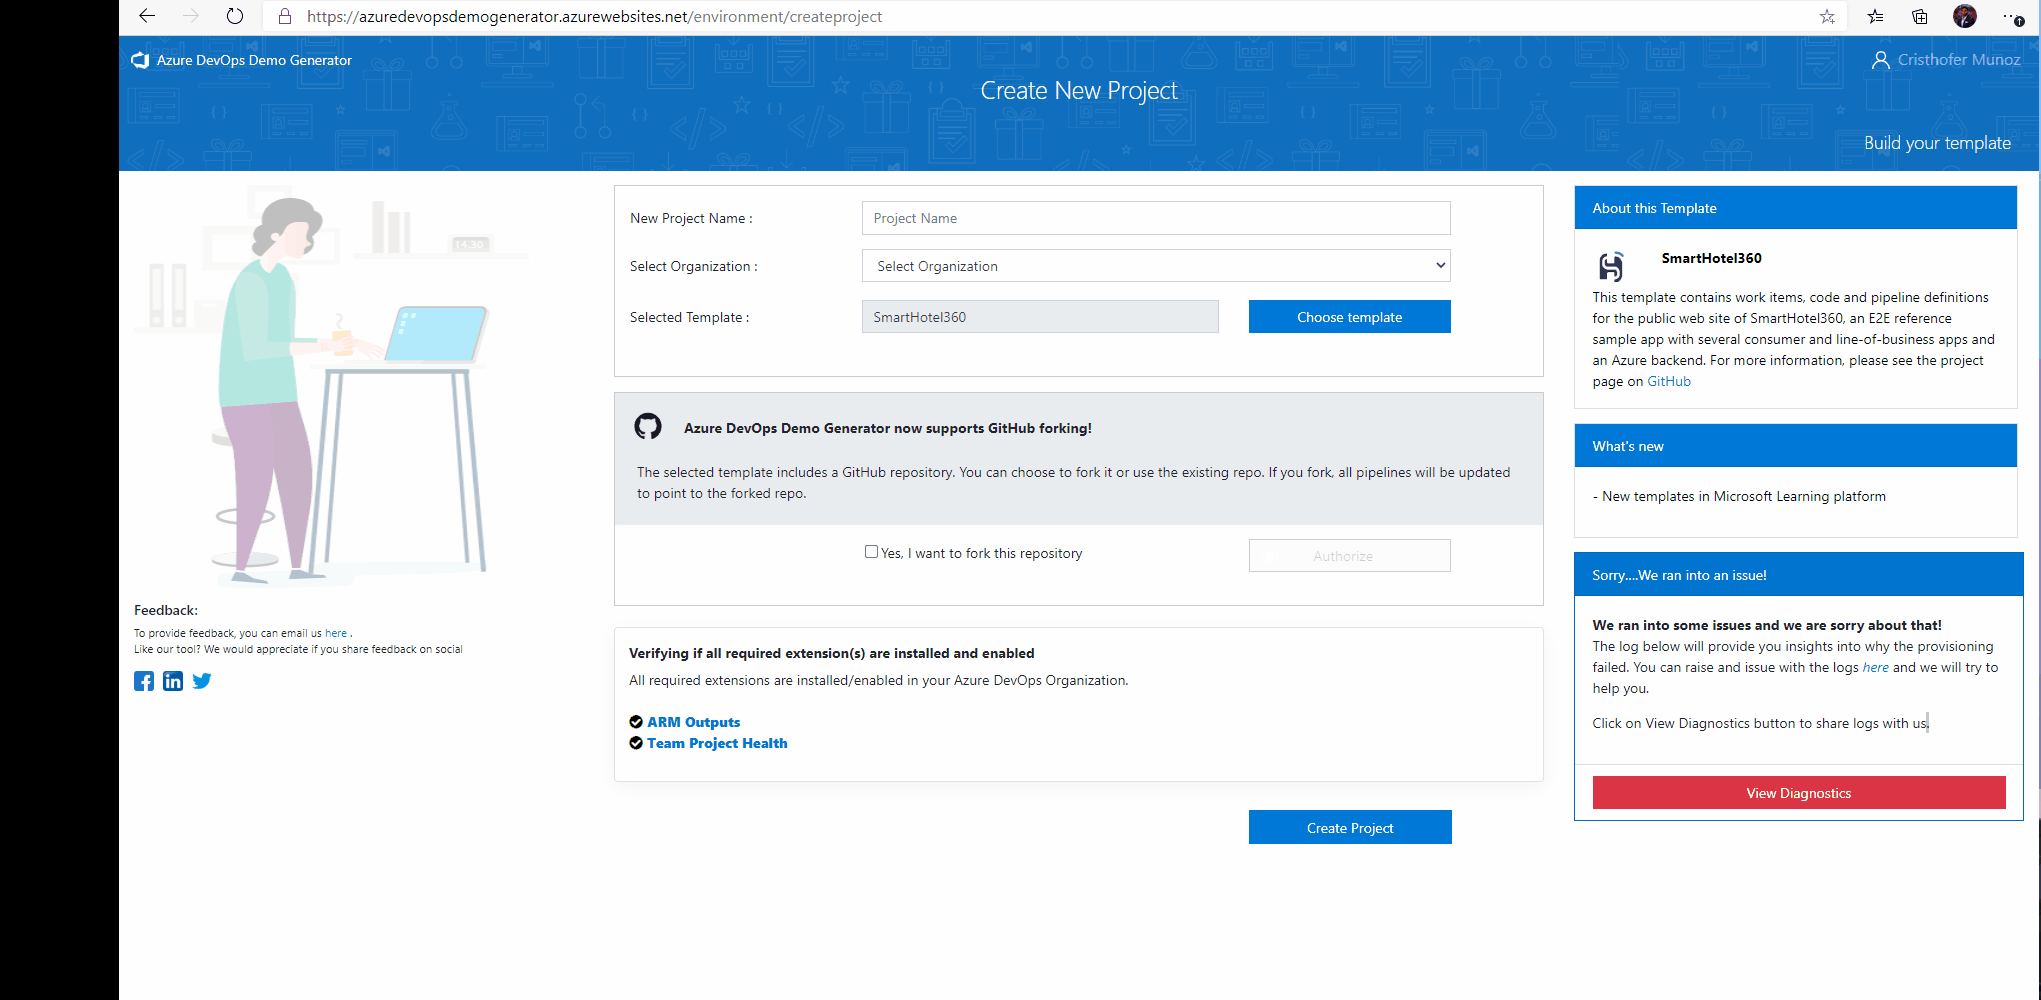 https://azuredevopsdemogenerator.azurewebsites.net/environment/createproject
Azure DevOps Demo Generator
Cristhofer Munoz
Create New Project
Build your template
14.30
New Project Name :
Project Name
Select Organization :
Select Organization
Selected Template :
SmartHotel360
Choose template
Azure DevOps Demo Generator now supports GitHub forking!
The selected template includes a GitHub repository. You can choose to fork it or use the existing repo. If you fork, all pipelines will be updated
to point to the forked repo.
Yes, I want to fork this repository
Authorize
Verifying if all required extension(s) are installed and enabled
All required extensions are installed/enabled in your Azure DevOps Organization.
ARM Outputs
Team Project Health
Create Project
Feedback:
To provide feedback, you can email us here .
Like our tool? We would appreciate if you share feedback on social
About this Template
SmartHotel360
This template contains work items, code and pipeline definitions
for the public web site of SmartHotel360, an E2E reference
sample app with several consumer and line-of-business apps and
an Azure backend. For more information, please see the project
page on GitHub
What's new
- New templates in Microsoft Learning platform
Sorry....We ran into an issue!
We ran into some issues and we are sorry about that!
The log below will provide you insights into why the provisioning
failed. You can raise and issue with the logs here and we will try to
help you.
Click on View Diagnostics button to share logs with us.
View Diagnostics